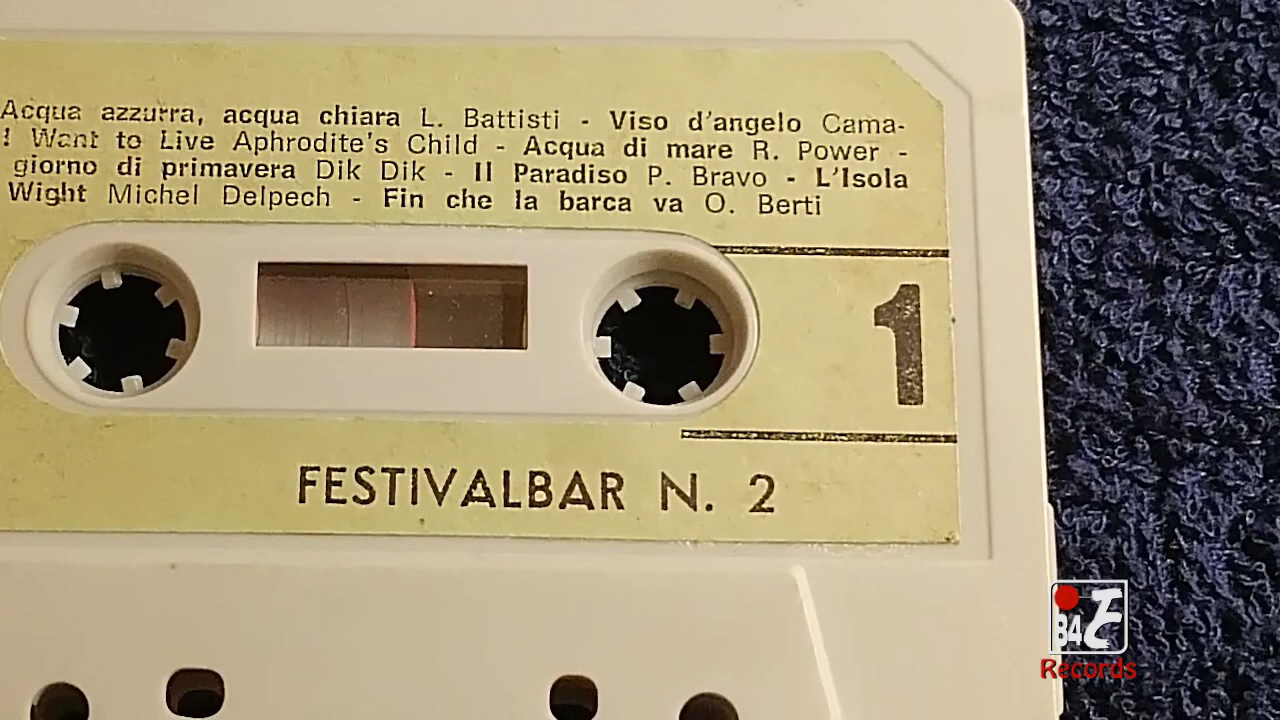 Acqua azzurra, acqua chiara L. Battisti - Viso d'angelo Cama-
I Want to Live Aphrodite's Child - Acqua di mare R. Power -
giorno di primavera Dik Dik - Il Paradiso P. Bravo - L'Isola
Wight Michel Delpech - Fin che la barca va O. Berti
1
FESTIVALBAR N. 2
B4
Records